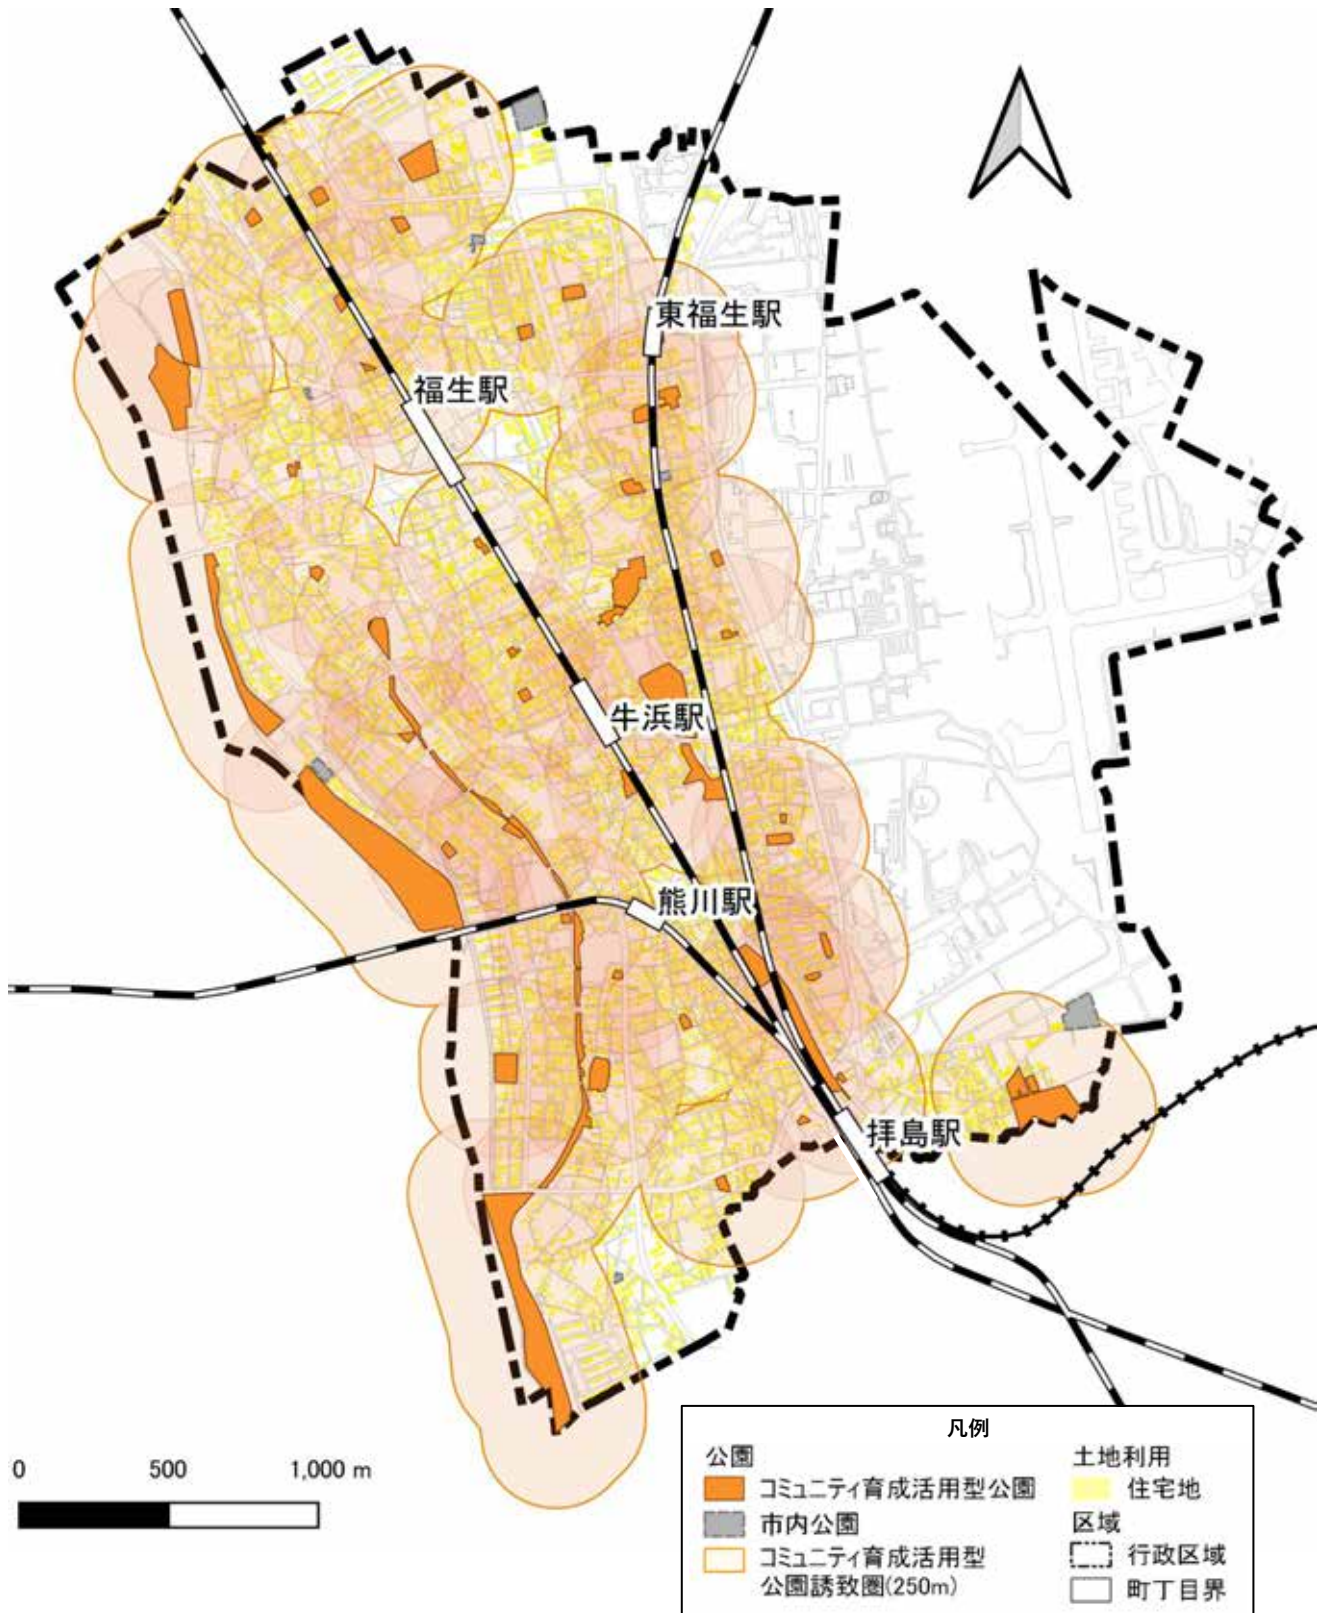 東福生駅
福生駅
牛浜駅
熊川駅
拝島駅
0 500 1,000 m
凡例
公園
コミュニティ育成活用型公園
市内公園
コミュニティ育成活用型
公園誘致圏(250m)
土地利用
住宅地
区域
行政区域
町丁目界